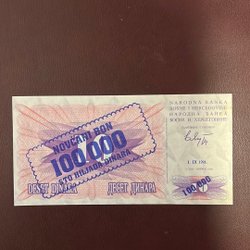 NARODNA BANKA
BOSNE I HERCEGOVINE
НАРОДНА БАНКА
БОСНЕ И ХЕРЦЕГОВИНЕ
NOVČANI BON
100.000
STO HILJADA DINARA
DESET DINARA
ДЕСЕТ ДИНАРА
100.000